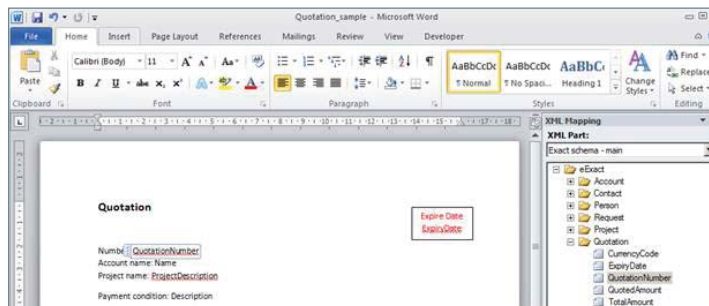 Quotation_sample - Microsoft Word
File Home Insert Page Layout References Mailings Review View Developer
Calibri (Body) 11 A A Aa
Find
Replace
Paste
B I U abc X, X² A
AaBbCcDc AaBbCcDc AaBbC
¶ Normal ¶ No Spaci... Heading 1
Change Styles
Select
Clipboard Font Paragraph Styles Editing
XML Mapping
XML Part:
Exact schema - main
eExact
Account
Contact
Person
Request
Project
Quotation
CurrencyCode
ExpiryDate
QuotationNumber
QuotedAmount
TotalAmount
Quotation
Expire Date
ExpiryDate
Numbe QuotationNumber
Account name: Name
Project name: ProjectDescription
Payment condition: Description